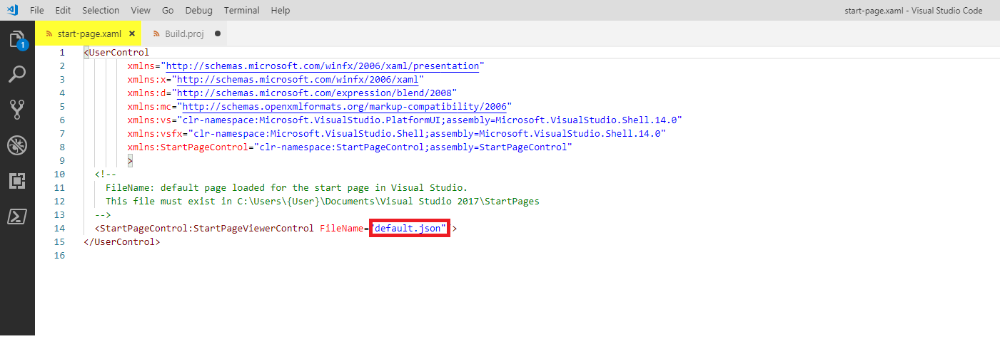 File Edit Selection View Go Debug Terminal Help start-page.xaml - Visual Studio Code
start-page.xaml × Build.proj ●
1
1 <UserControl
2 xmlns="http://schemas.microsoft.com/winfx/2006/xaml/presentation"
3 xmlns:x="http://schemas.microsoft.com/winfx/2006/xaml"
4 xmlns:d="http://schemas.microsoft.com/expression/blend/2008"
5 xmlns:mc="http://schemas.openxmlformats.org/markup-compatibility/2006"
6 xmlns:vs="clr-namespace:Microsoft.VisualStudio.PlatformUI;assembly=Microsoft.VisualStudio.Shell.14.0"
7 xmlns:vsfx="clr-namespace:Microsoft.VisualStudio.Shell;assembly=Microsoft.VisualStudio.Shell.14.0"
8 xmlns:StartPageControl="clr-namespace:StartPageControl;assembly=StartPageControl"
9 >
10 <!--
11 FileName: default page loaded for the start page in Visual Studio.
12 This file must exist in C:\Users\{User}\Documents\Visual Studio 2017\StartPages
13 -->
14 <StartPageControl:StartPageViewerControl FileName="default.json" >
15 </UserControl>
16